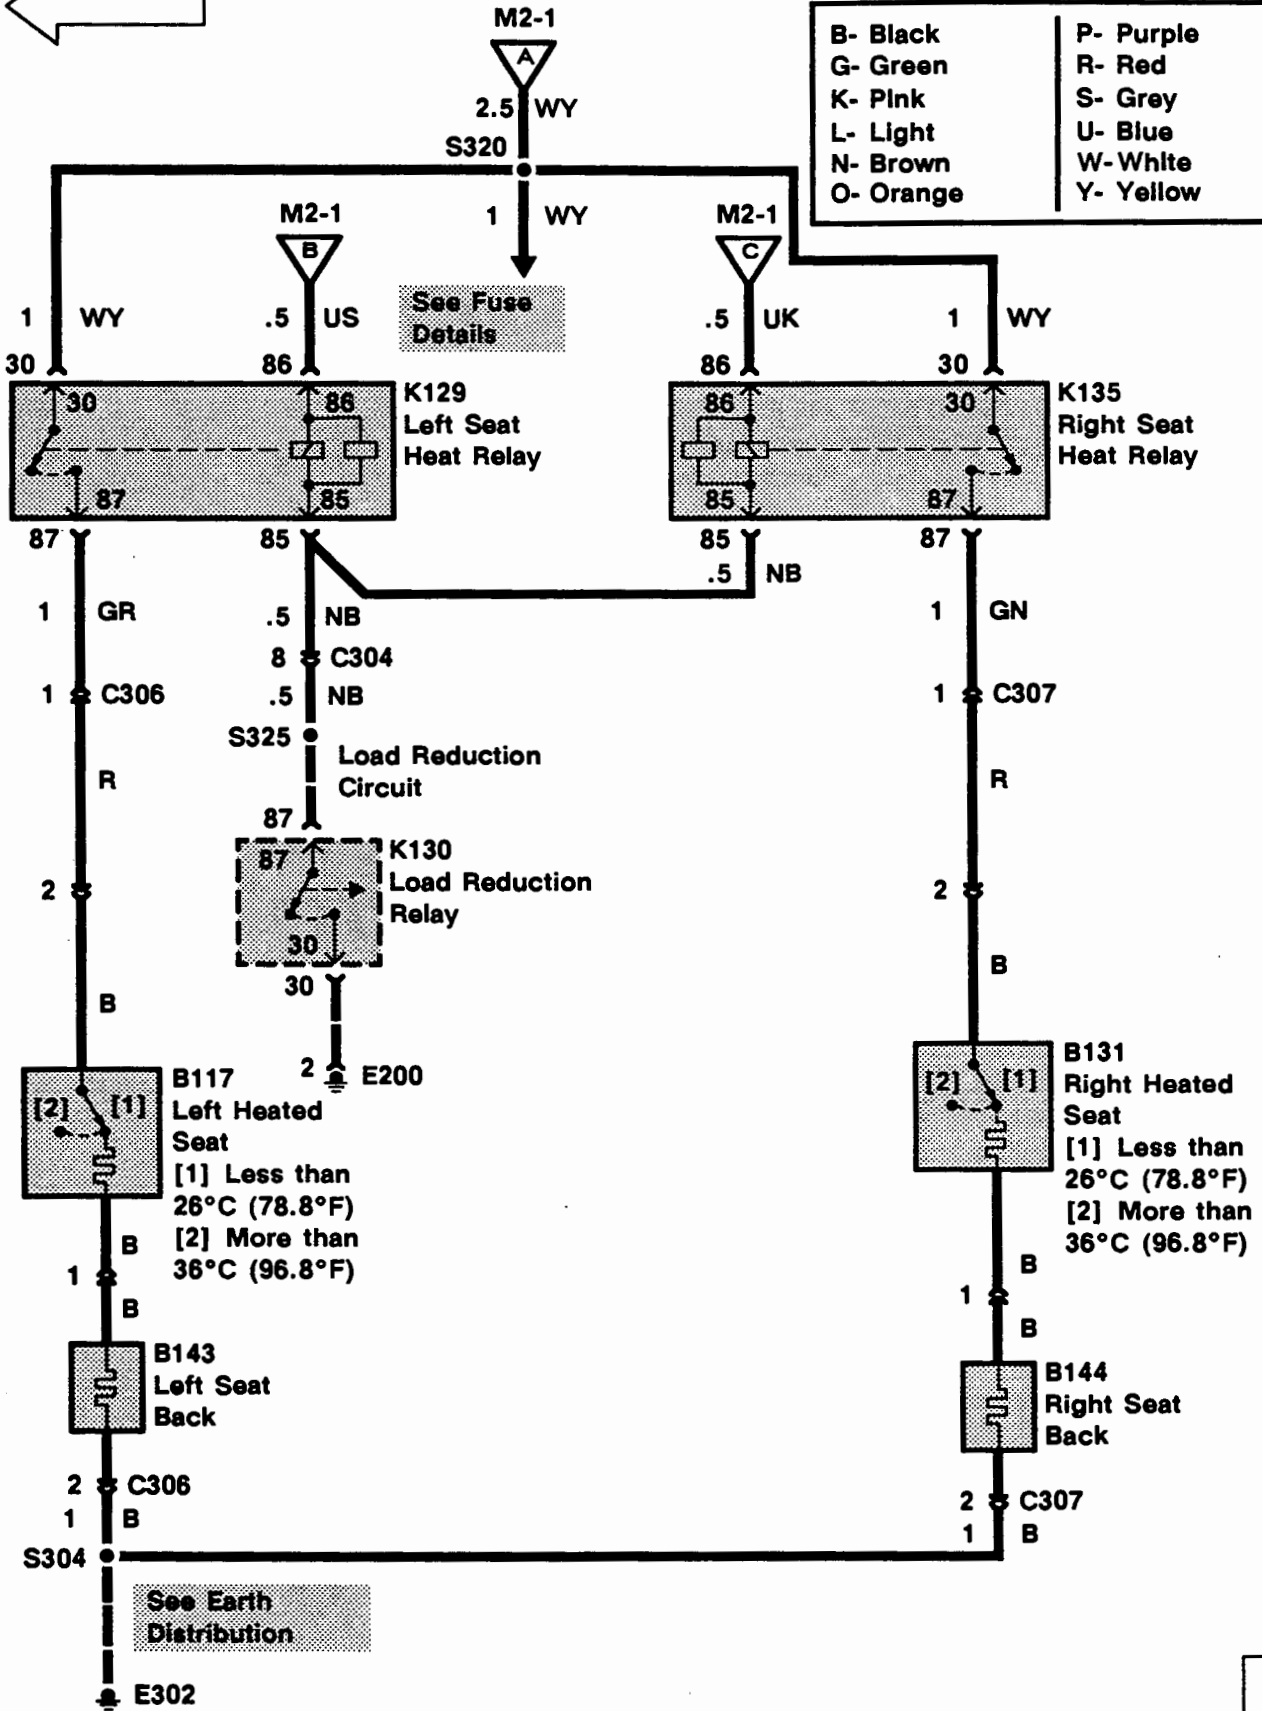 M2-1
A
B- Black
G- Green
K- Pink
L- Light
N- Brown
O- Orange
P- Purple
R- Red
S- Grey
U- Blue
W- White
Y- Yellow
2.5 WY
S320
1 WY
M2-1
B
M2-1
C
See Fuse
Details
1 WY
.5 US
.5 UK
1 WY
30
86
86
30
30
86
K129
Left Seat
Heat Relay
87
85
86
30
K135
Right Seat
Heat Relay
85
87
87
85
85
87
.5 NB
1 GR
.5 NB
1 GN
8 C304
1 C306
.5 NB
1 C307
S325
Load Reduction
Circuit
R
R
87
87
K130
Load Reduction
Relay
30
2
2
30
B
B
2 E200
[2] [1]
B117
Left Heated
Seat
[1] Less than
26°C (78.8°F)
[2] More than
36°C (96.8°F)
[2] [1]
B131
Right Heated
Seat
[1] Less than
26°C (78.8°F)
[2] More than
36°C (96.8°F)
B
1
B
B
1
B
B143
Left Seat
Back
B144
Right Seat
Back
2 C306
1 B
2 C307
1 B
S304
See Earth
Distribution
E302